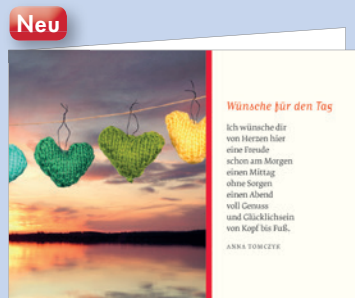 Neu
Wünsche für den Tag
Ich wünsche dir
von Herzen hier
eine Freude
schon am Morgen
einen Mittag
ohne Sorgen
einen Abend
voll Genuss
und Glücklichsein
von Kopf bis Fuß.
ANNA TOMCZYK